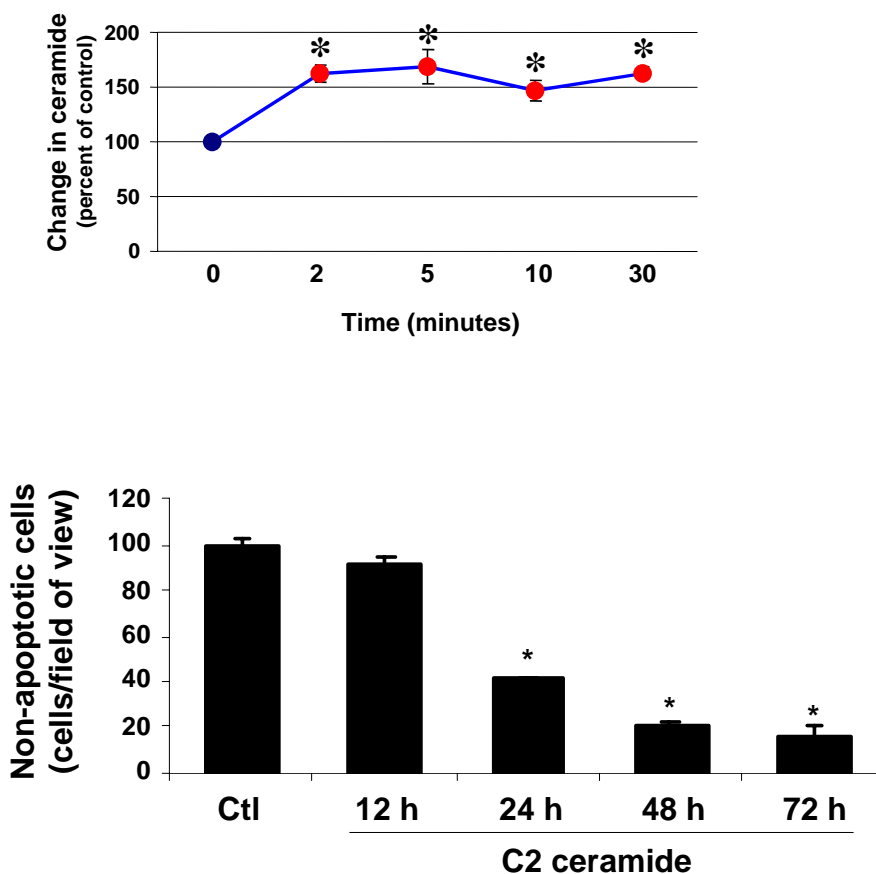 Change in ceramide
(percent of control)
200
*
*
*
*
150
100
50
0
0 2 5 10 30
Time (minutes)
Non-apoptotic cells
(cells/field of view)
120
100
80
60
40
20
0
*
*
*
Ctl 12 h 24 h 48 h 72 h
C2 ceramide